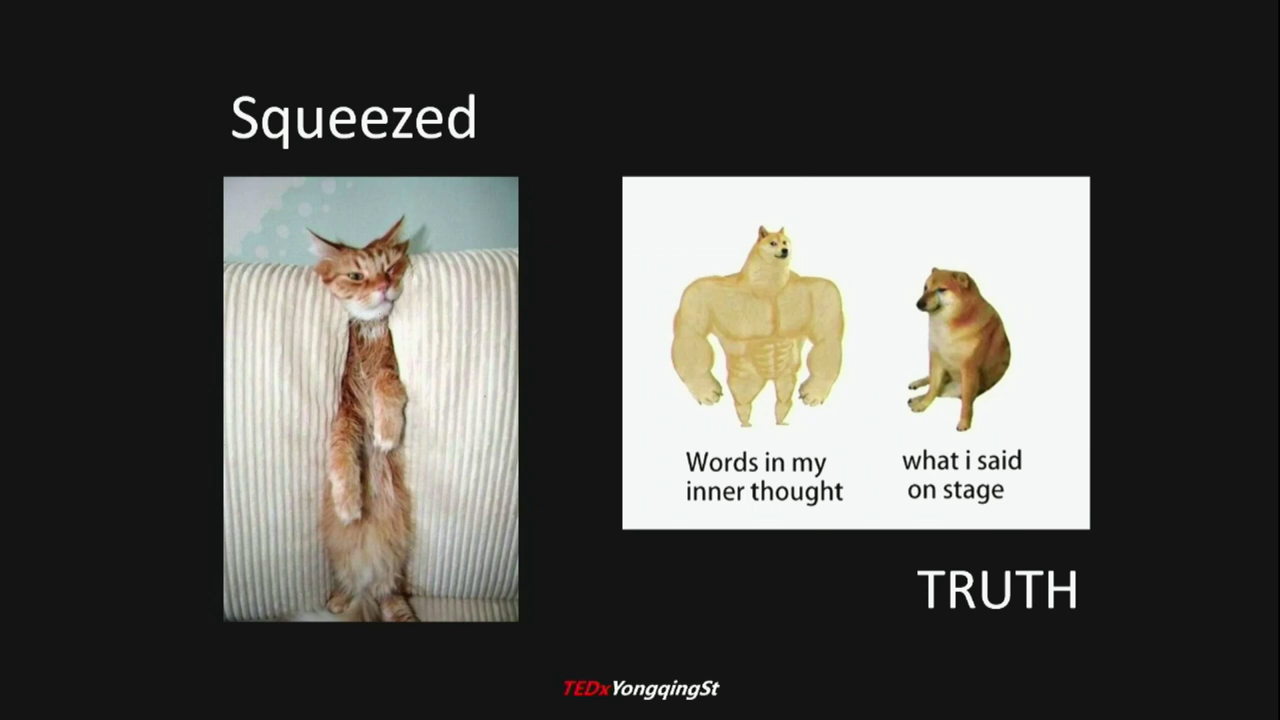 Squeezed
Words in my
inner thought
what i said
on stage
TRUTH
TEDxYongqingSt